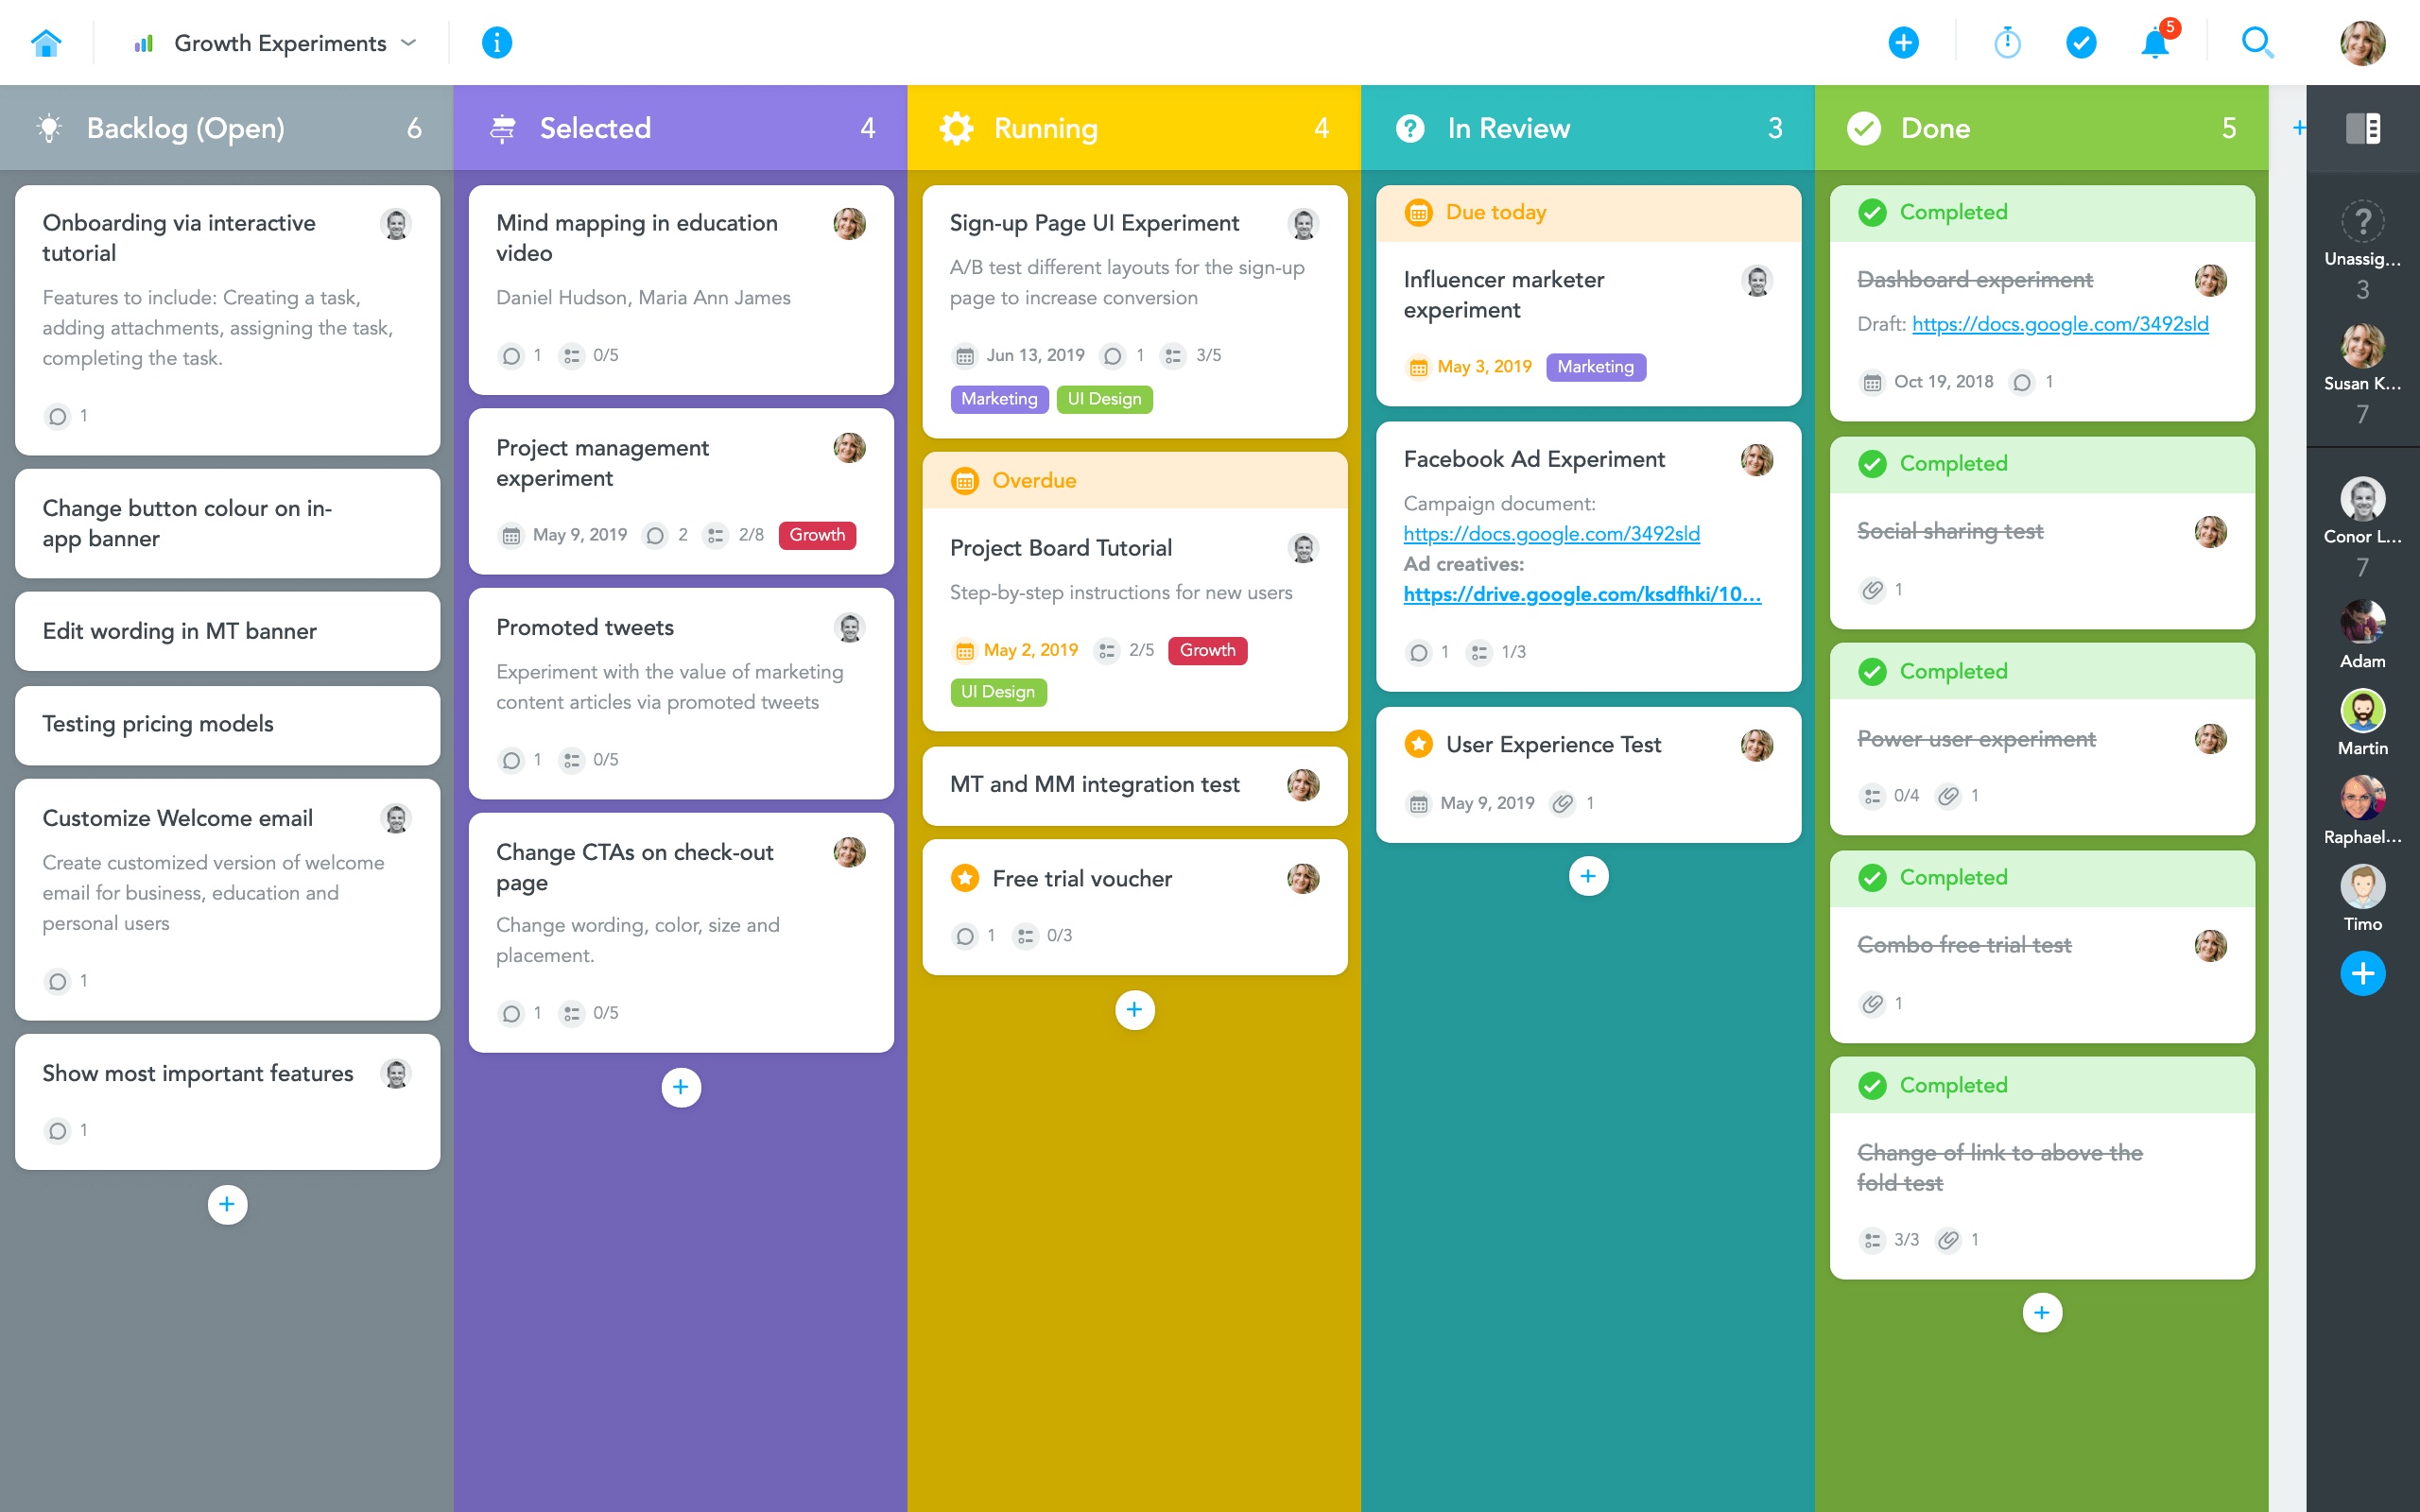 Growth Experiments
5
Backlog (Open) 6
Onboarding via interactive
tutorial
Features to include: Creating a task,
adding attachments, assigning the task,
completing the task.
1
Change button colour on in-
app banner
Edit wording in MT banner
Testing pricing models
Customize Welcome email
Create customized version of welcome
email for business, education and
personal users
1
Show most important features
1
Selected 4
Mind mapping in education
video
Daniel Hudson, Maria Ann James
1 0/5
Project management
experiment
May 9, 2019 2 2/8 Growth
Promoted tweets
Experiment with the value of marketing
content articles via promoted tweets
1 0/5
Change CTAs on check-out
page
Change wording, color, size and
placement.
1 0/5
Running 4
Sign-up Page UI Experiment
A/B test different layouts for the sign-up
page to increase conversion
Jun 13, 2019 1 3/5
Marketing UI Design
Overdue
Project Board Tutorial
Step-by-step instructions for new users
May 2, 2019 2/5 Growth
UI Design
MT and MM integration test
Free trial voucher
1 0/3
In Review 3
Due today
Influencer marketer
experiment
May 3, 2019 Marketing
Facebook Ad Experiment
Campaign document:
https://docs.google.com/3492sld
Ad creatives:
https://drive.google.com/ksdfhki/10...
1 1/3
User Experience Test
May 9, 2019 1
Done 5
Completed
Dashboard experiment
Draft: https://docs.google.com/3492sld
Oct 19, 2018 1
Completed
Social sharing test
1
Completed
Power user experiment
0/4 1
Completed
Combo free trial test
1
Completed
Change of link to above the
fold test
3/3 1
Unassig...
3
Susan K...
7
Conor L...
7
Adam
Martin
Raphael...
Timo